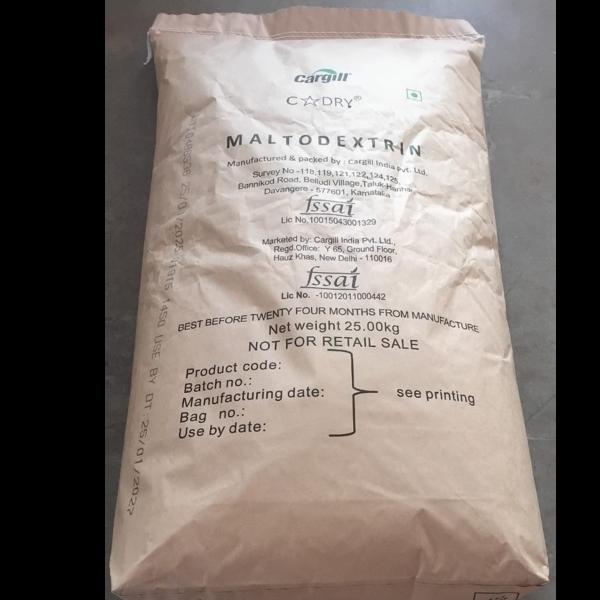 Cargill
C☆DRY®
MALTODEXTRIN
Manufactured & packed by : Cargill India Pvt. Ltd.
Survey No -118,119,121,122,124,125,
Bannikod Road, Belludi Village,Taluk-Harihar
Davangere - 577601, Karnataka
fssai
Lic No.10015043001329
Marketed by: Cargill India Pvt. Ltd.,
Regd.Office: Y 65, Ground Floor,
Hauz Khas, New Delhi - 110016
fssai
Lic No. -10012011000442
BEST BEFORE TWENTY FOUR MONTHS FROM MANUFACTURE
Net weight 25.00kg
NOT FOR RETAIL SALE
Product code:
Batch no.:
Manufacturing date:
Bag no.:
Use by date:
see printing
1450 USE BY DT:25/01/2027